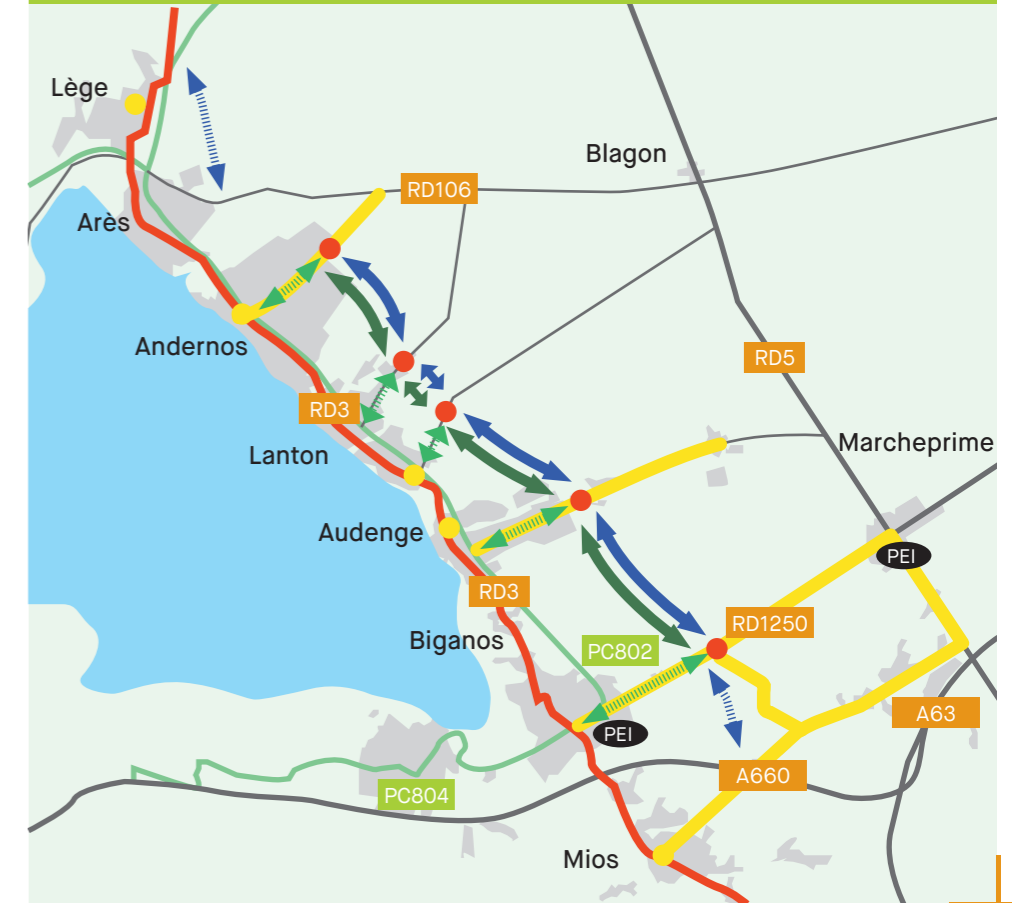 Lège
Blagon
RD106
Arès
Andernos
RD5
RD3
Marcheprime
Lanton
Audenge
PEI
RD3
RD1250
Biganos
PC802
A63
PEI
A660
PC804
Mios